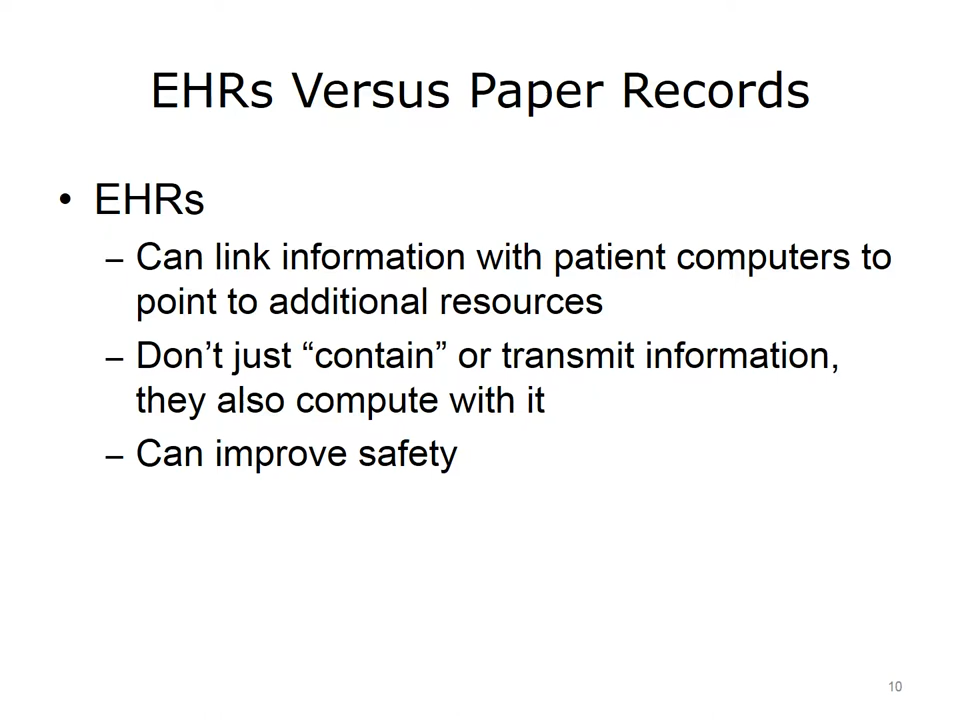 EHRs Versus Paper Records
• EHRs
– Can link information with patient computers to
point to additional resources
– Don’t just “contain” or transmit information,
they also compute with it
– Can improve safety
10